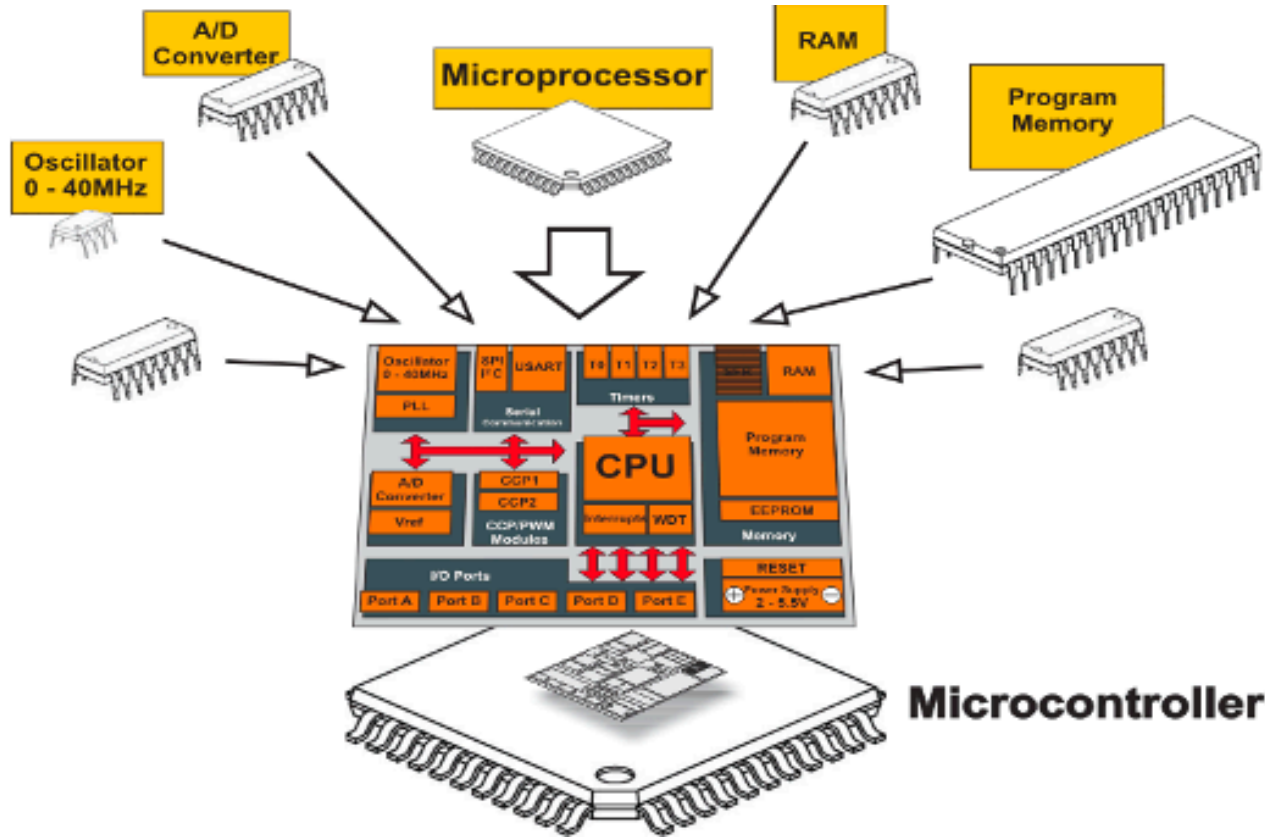 A/D
Converter
Microprocessor
RAM
Program
Memory
Oscillator
0 - 40MHz
Oscillator
0 - 40MHz
PLL
SPI
I²C
USART
Serial
Communication
T0 T1 T2 T3
Timers
RAM
Program
Memory
EEPROM
Memory
A/D
Converter
Vref
CCP1
CCP2
CCP/PWM
Modules
CPU
Interrupts
WDT
I/O Ports
Port A Port B Port C Port D Port E
RESET
+ Power Supply -
2 - 5.5V
Microcontroller